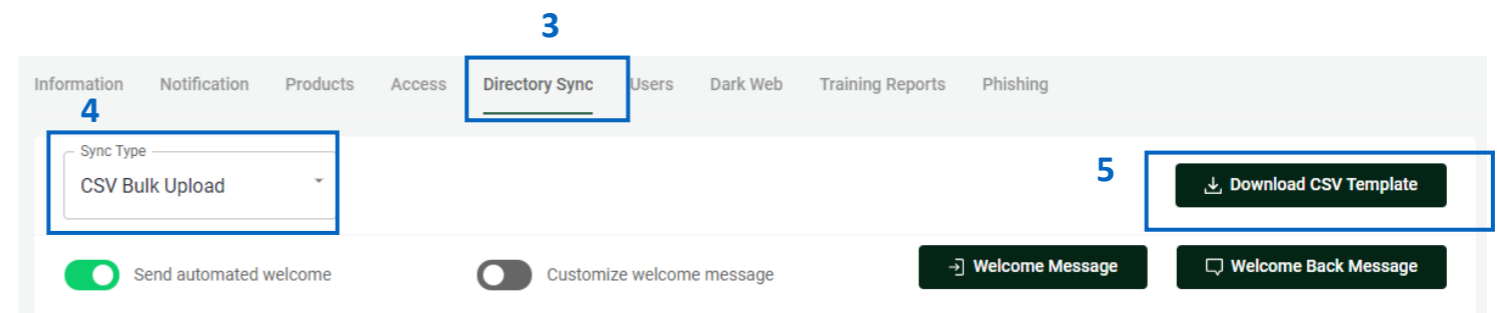 3
Information Notification Products Access Directory Sync Users Dark Web Training Reports Phishing
4
Sync Type
CSV Bulk Upload
5
Download CSV Template
Send automated welcome
Customize welcome message
Welcome Message
Welcome Back Message